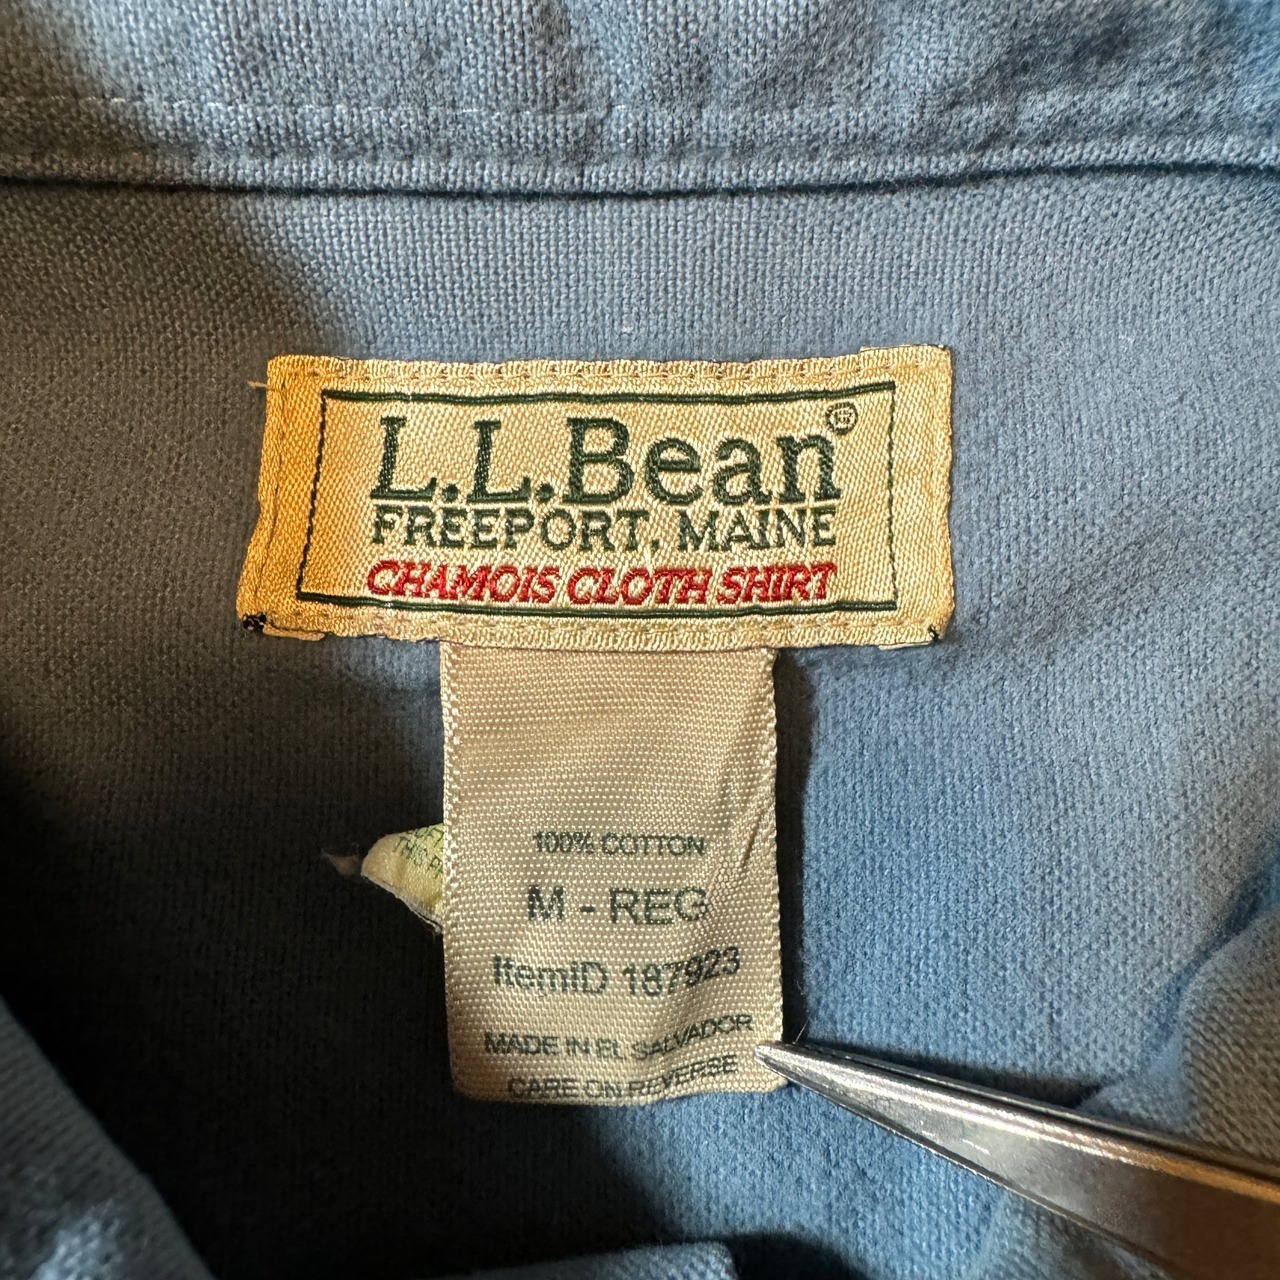 L.L.Bean®
FREEPORT, MAINE
CHAMOIS CLOTH SHIRT
100% COTTON
M - REG
ItemID 187923
MADE IN EL SALVADOR
CARE ON REVERSE